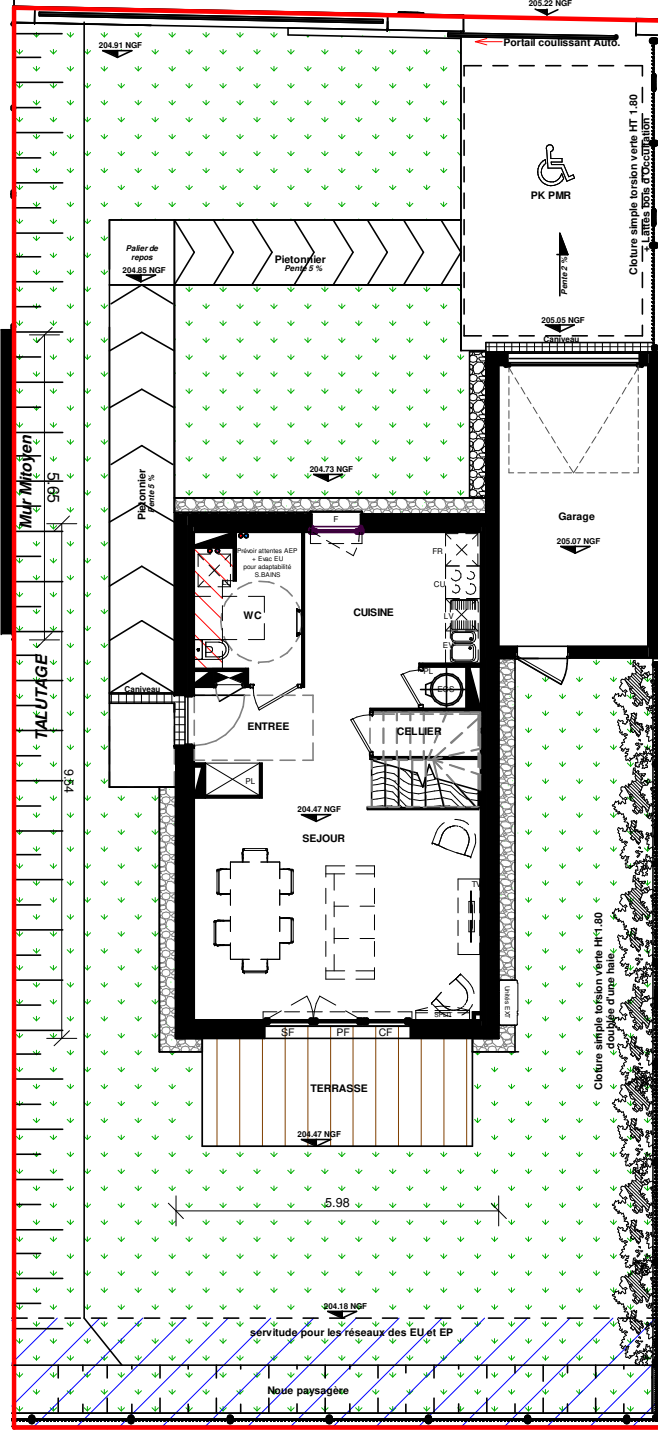 205.22 NGF
Portail coulissant Auto.
204.91 NGF
Cloture simple torsion verte HT 1.80
+ Lattes bois d'Occultation
PK PMR
Palier de
repos
204.85 NGF
Pietonnier
Pente 5 %
Pente 2 %
205.05 NGF
Caniveau
Mur Mitoyen
5.65
Pietonnier
Pente 5 %
204.73 NGF
F
Garage
205.07 NGF
Prévoir attentes AEP
+ Evac EU
pour adaptabilité
S.BAINS
FR
CU
LV
EV
WC
CUISINE
PL
ECS
Caniveau
TALUTAGE
ENTREE
CELLIER
PL
9.54
204.47 NGF
SEJOUR
TV
Cloture simple torsion verte Ht 1.80
doublée d'une haie
Unités EXT
SPLIT
SF
PF
CF
TERRASSE
204.47 NGF
5.98
204.18 NGF
servitude pour les réseaux des EU et EP
Noue paysagère